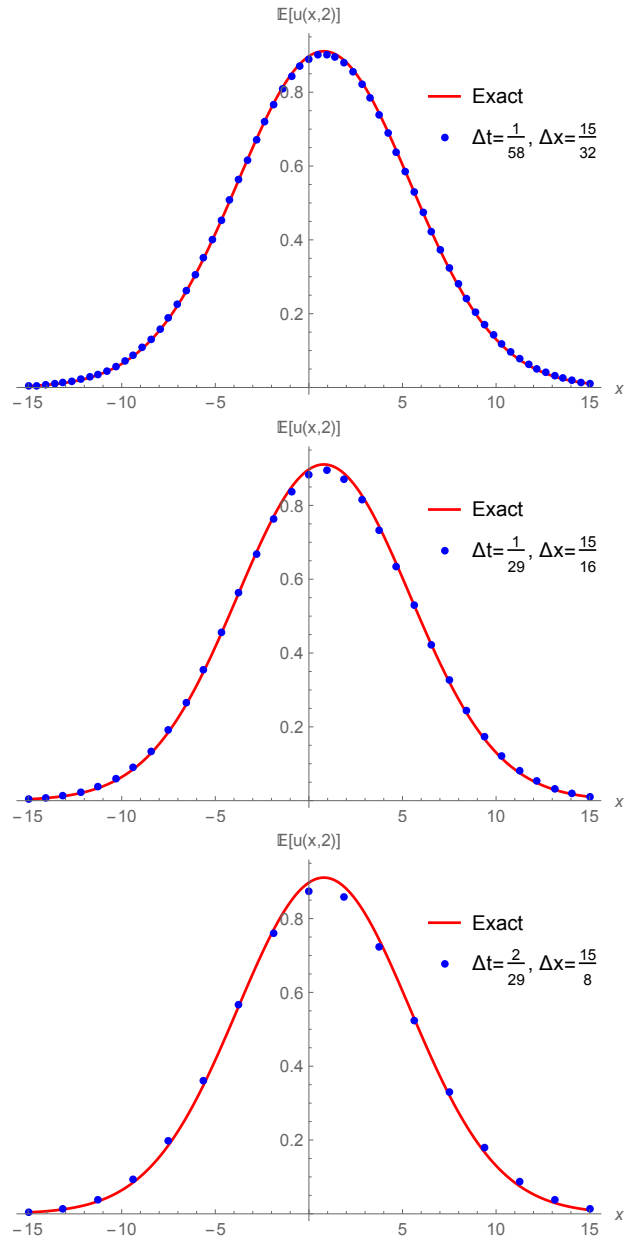 𝔼[u(x,2)]
0.8
0.6
0.4
0.2
−15 −10 −5 5 10 15 x
Exact
Δt=1/58, Δx=15/32
𝔼[u(x,2)]
0.8
0.6
0.4
0.2
−15 −10 −5 5 10 15 x
Exact
Δt=1/29, Δx=15/16
𝔼[u(x,2)]
0.8
0.6
0.4
0.2
−15 −10 −5 5 10 15 x
Exact
Δt=2/29, Δx=15/8